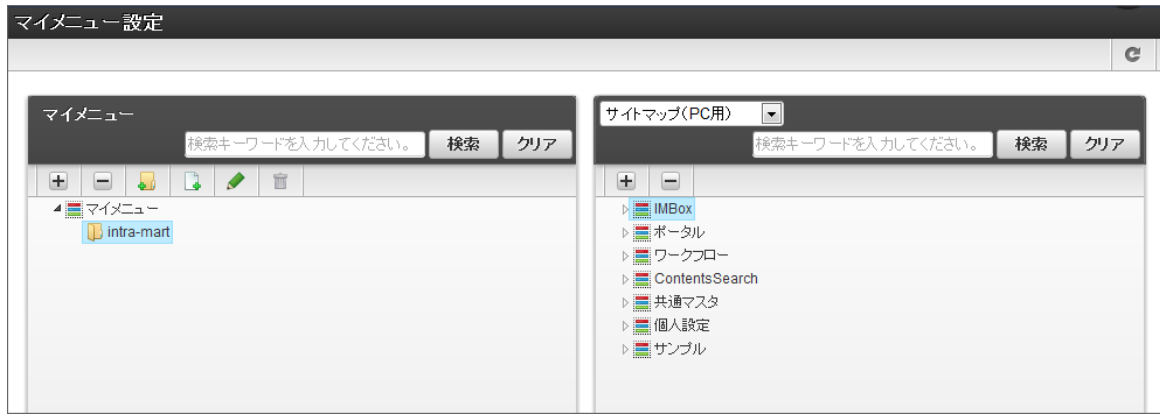 マイメニュー設定
マイメニュー
検索キーワードを入力してください。 検索 クリア
マイメニュー
intra-mart
サイトマップ(PC用)
検索キーワードを入力してください。 検索 クリア
IMBox
ポータル
ワークフロー
ContentsSearch
共通マスタ
個人設定
サンプル